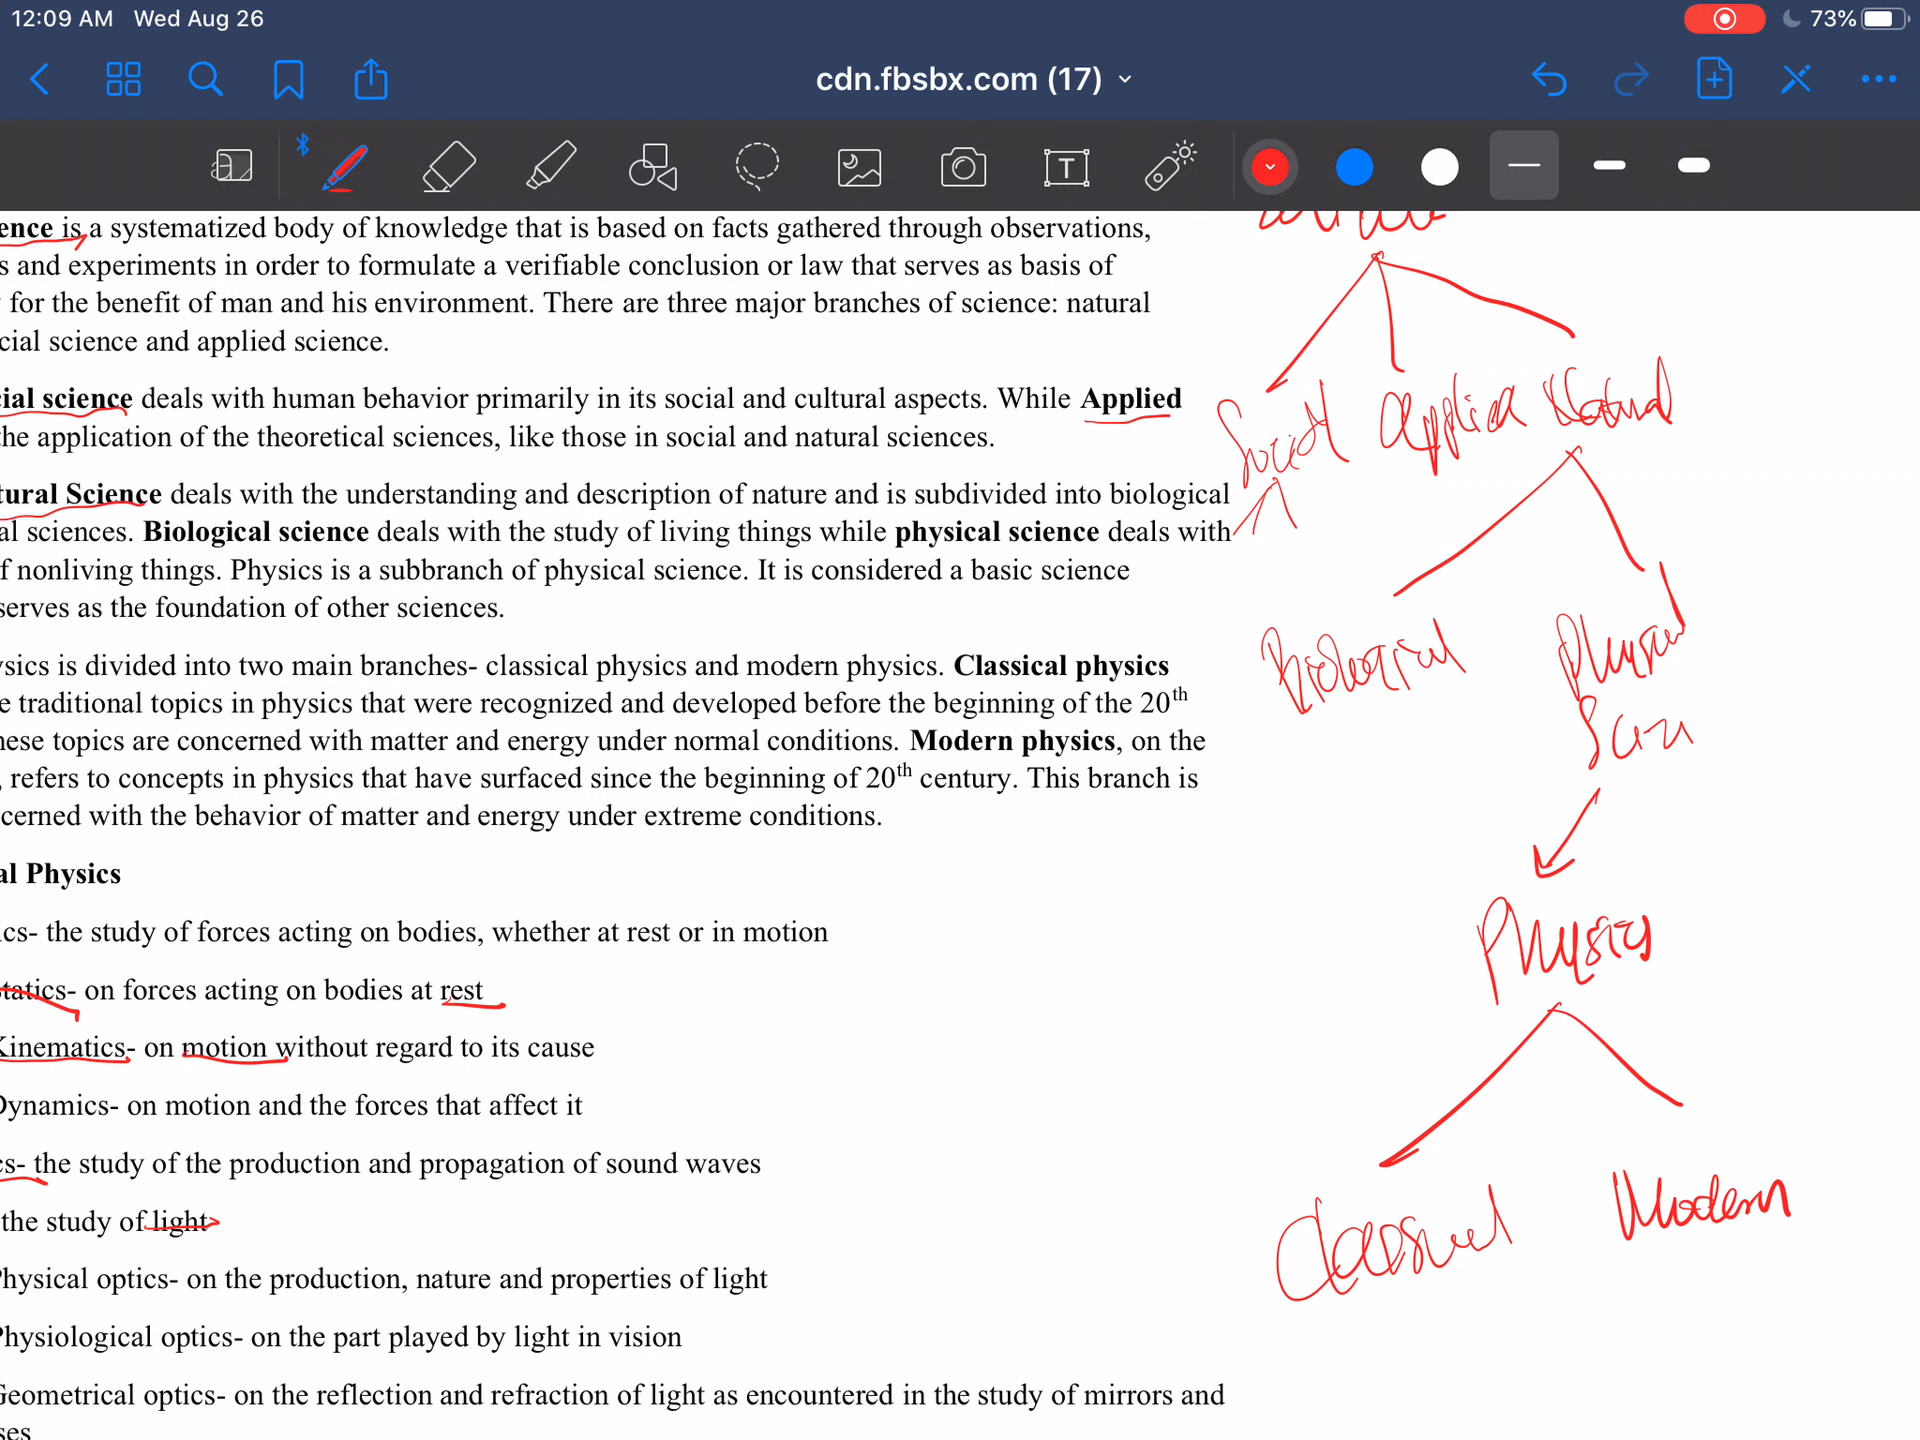 12:09 AM Wed Aug 26
73%
cdn.fbsbx.com (17)
T
ence is a systematized body of knowledge that is based on facts gathered through observations,
s and experiments in order to formulate a verifiable conclusion or law that serves as basis of
for the benefit of man and his environment. There are three major branches of science: natural
cial science and applied science.
cial science deals with human behavior primarily in its social and cultural aspects. While Applied
the application of the theoretical sciences, like those in social and natural sciences.
tural Science deals with the understanding and description of nature and is subdivided into biological
al sciences. Biological science deals with the study of living things while physical science deals with
f nonliving things. Physics is a subbranch of physical science. It is considered a basic science
serves as the foundation of other sciences.
ysics is divided into two main branches- classical physics and modern physics. Classical physics
e traditional topics in physics that were recognized and developed before the beginning of the 20th
hese topics are concerned with matter and energy under normal conditions. Modern physics, on the
, refers to concepts in physics that have surfaced since the beginning of 20th century. This branch is
cerned with the behavior of matter and energy under extreme conditions.
al Physics
ics- the study of forces acting on bodies, whether at rest or in motion
Statics- on forces acting on bodies at rest
Kinematics- on motion without regard to its cause
Dynamics- on motion and the forces that affect it
cs- the study of the production and propagation of sound waves
the study of light
Physical optics- on the production, nature and properties of light
Physiological optics- on the part played by light in vision
Geometrical optics- on the reflection and refraction of light as encountered in the study of mirrors and
ses
Social Applied Natural
Biological Physical
Physics
Classical Modern